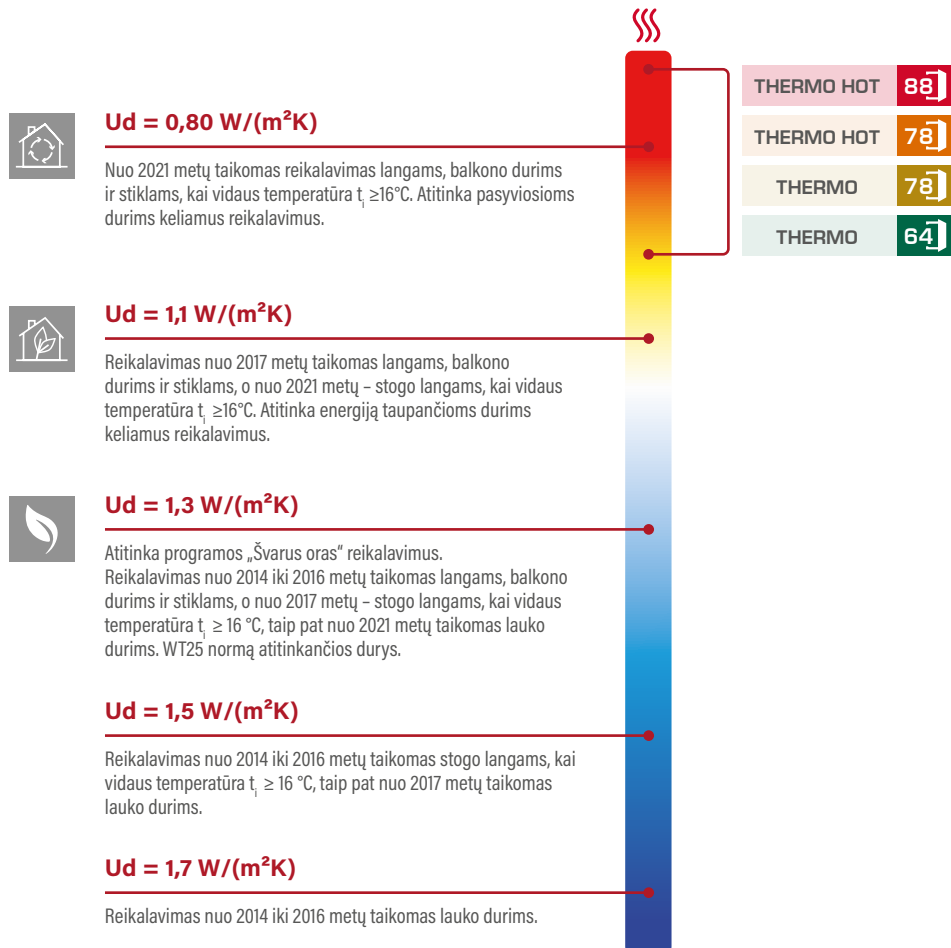 THERMO HOT 88
THERMO HOT 78
THERMO 78
THERMO 64
Ud = 0,80 W/(m²K)
Nuo 2021 metų taikomas reikalavimas langams, balkono durims
ir stiklams, kai vidaus temperatūra tᵢ ≥16°C. Atitinka pasyviosioms
durims keliamus reikalavimus.
Ud = 1,1 W/(m²K)
Reikalavimas nuo 2017 metų taikomas langams, balkono
durims ir stiklams, o nuo 2021 metų – stogo langams, kai vidaus
temperatūra tᵢ ≥16°C. Atitinka energiją taupančioms durims
keliamus reikalavimus.
Ud = 1,3 W/(m²K)
Atitinka programos „Švarus oras" reikalavimus.
Reikalavimas nuo 2014 iki 2016 metų taikomas langams, balkono
durims ir stiklams, o nuo 2017 metų – stogo langams, kai vidaus
temperatūra tᵢ ≥ 16 °C, taip pat nuo 2021 metų taikomas lauko
durims. WT25 normą atitinkančios durys.
Ud = 1,5 W/(m²K)
Reikalavimas nuo 2014 iki 2016 metų taikomas stogo langams, kai
vidaus temperatūra tᵢ ≥ 16 °C, taip pat nuo 2017 metų taikomas
lauko durims.
Ud = 1,7 W/(m²K)
Reikalavimas nuo 2014 iki 2016 metų taikomas lauko durims.